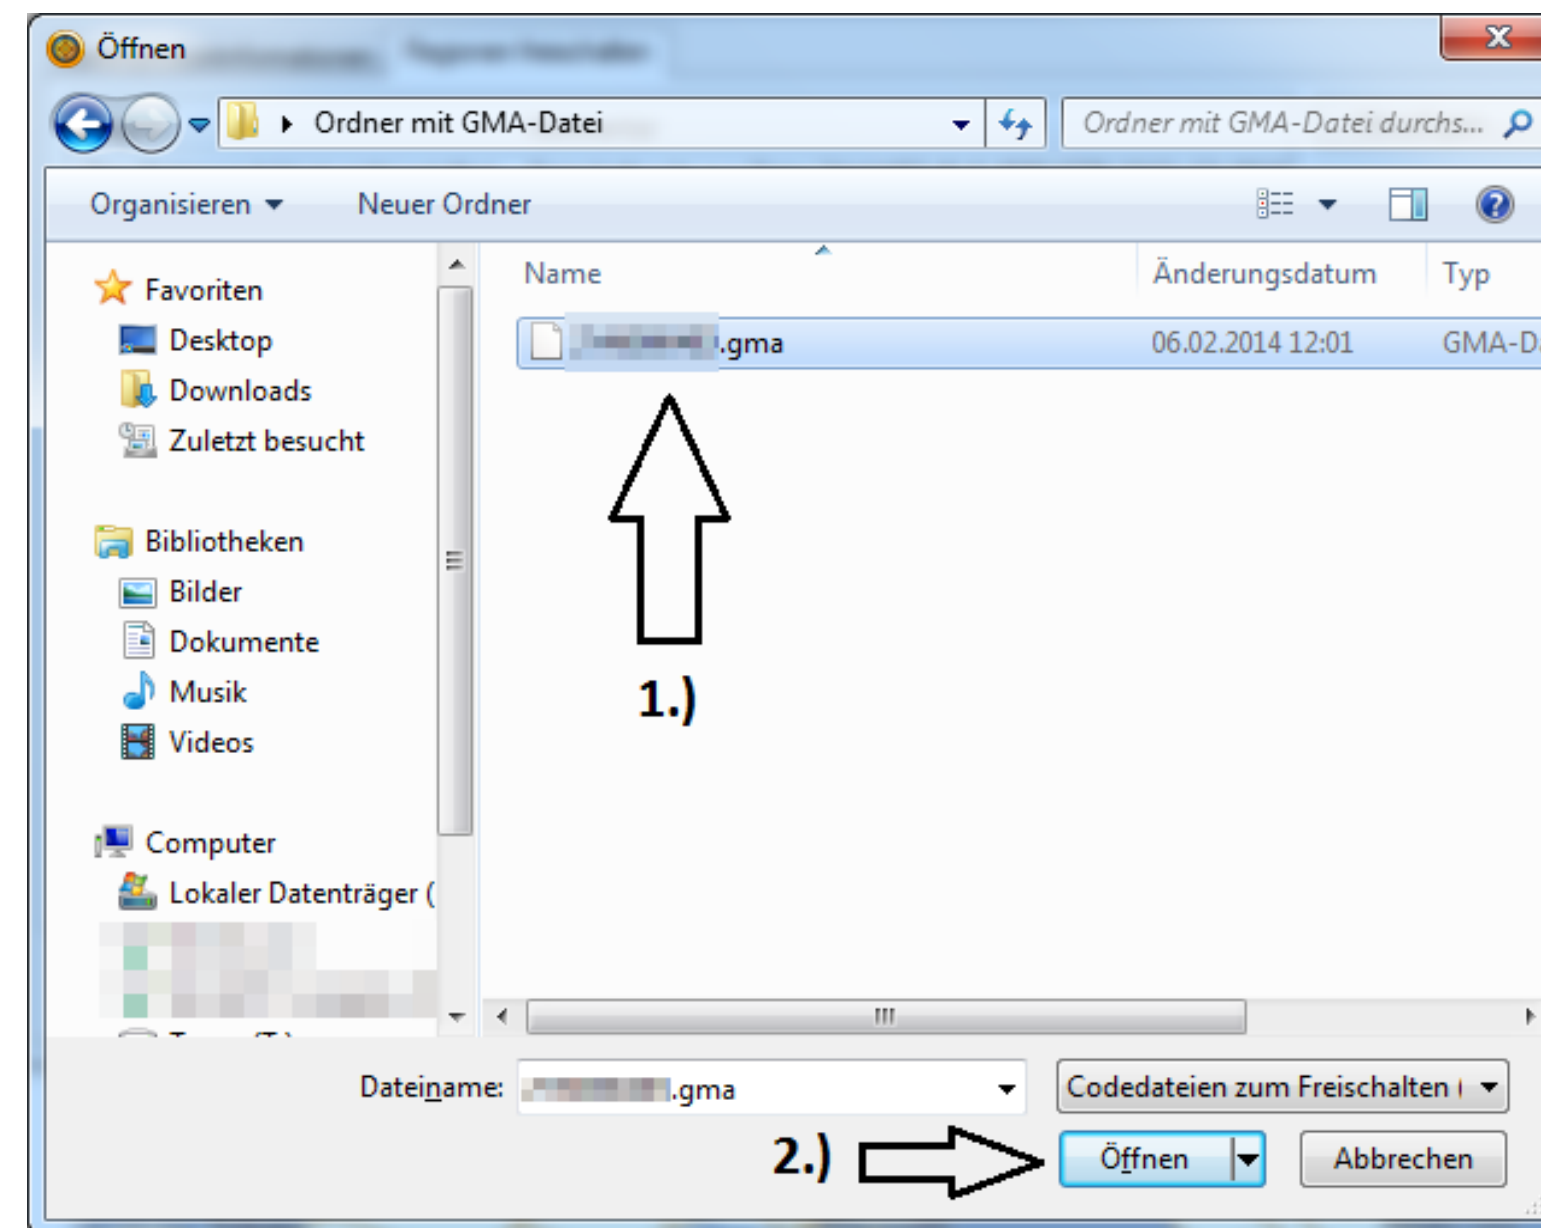 Öffnen
Ordner mit GMA-Datei
Ordner mit GMA-Datei durchs...
Organisieren
Neuer Ordner
Name
Änderungsdatum
Typ
Favoriten
Desktop
Downloads
Zuletzt besucht
Bibliotheken
Bilder
Dokumente
Musik
Videos
Computer
Lokaler Datenträger (
.gma
06.02.2014 12:01
GMA-D
1.)
Dateiname:
.gma
Codedateien zum Freischalten (
2.)
Öffnen
Abbrechen